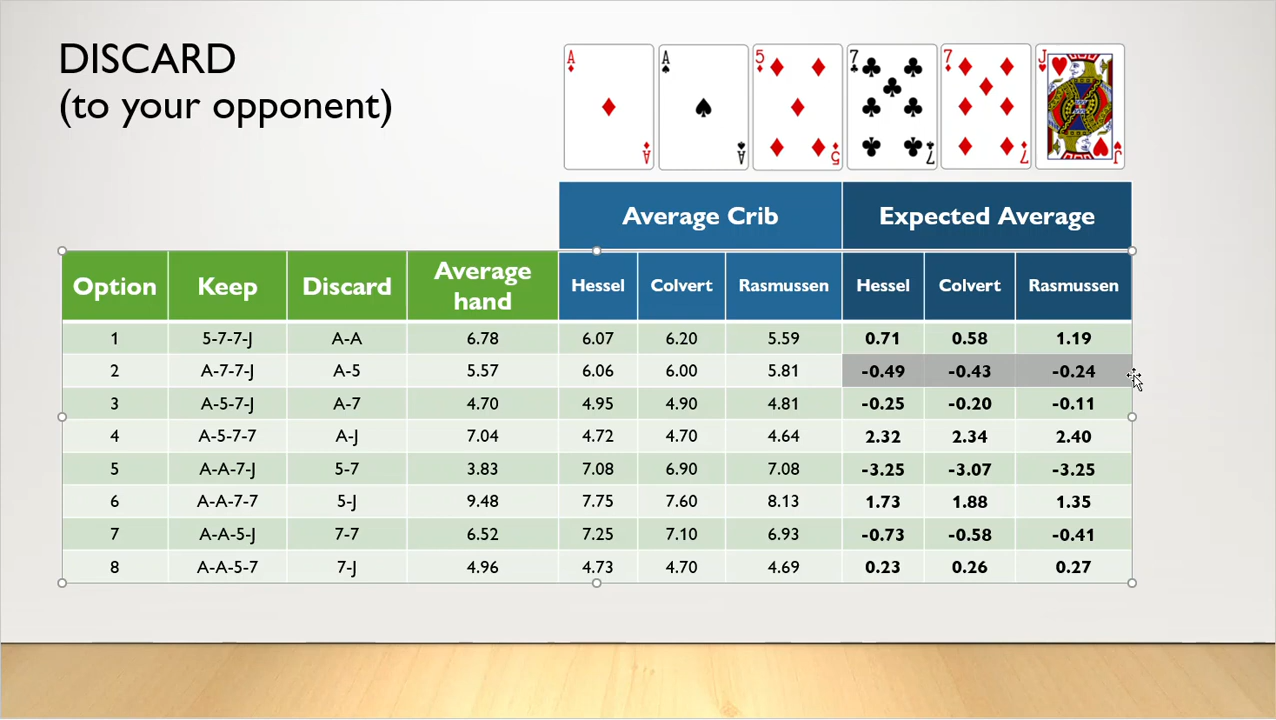 DISCARD
(to your opponent)
A A 5 7 7 J
A A 5 7 7 J
Average Crib Expected Average
Option Keep Discard Average hand Hessel Colvert Rasmussen Hessel Colvert Rasmussen
1 5-7-7-J A-A 6.78 6.07 6.20 5.59 0.71 0.58 1.19
2 A-7-7-J A-5 5.57 6.06 6.00 5.81 -0.49 -0.43 -0.24
3 A-5-7-J A-7 4.70 4.95 4.90 4.81 -0.25 -0.20 -0.11
4 A-5-7-7 A-J 7.04 4.72 4.70 4.64 2.32 2.34 2.40
5 A-A-7-J 5-7 3.83 7.08 6.90 7.08 -3.25 -3.07 -3.25
6 A-A-7-7 5-J 9.48 7.75 7.60 8.13 1.73 1.88 1.35
7 A-A-5-J 7-7 6.52 7.25 7.10 6.93 -0.73 -0.58 -0.41
8 A-A-5-7 7-J 4.96 4.73 4.70 4.69 0.23 0.26 0.27